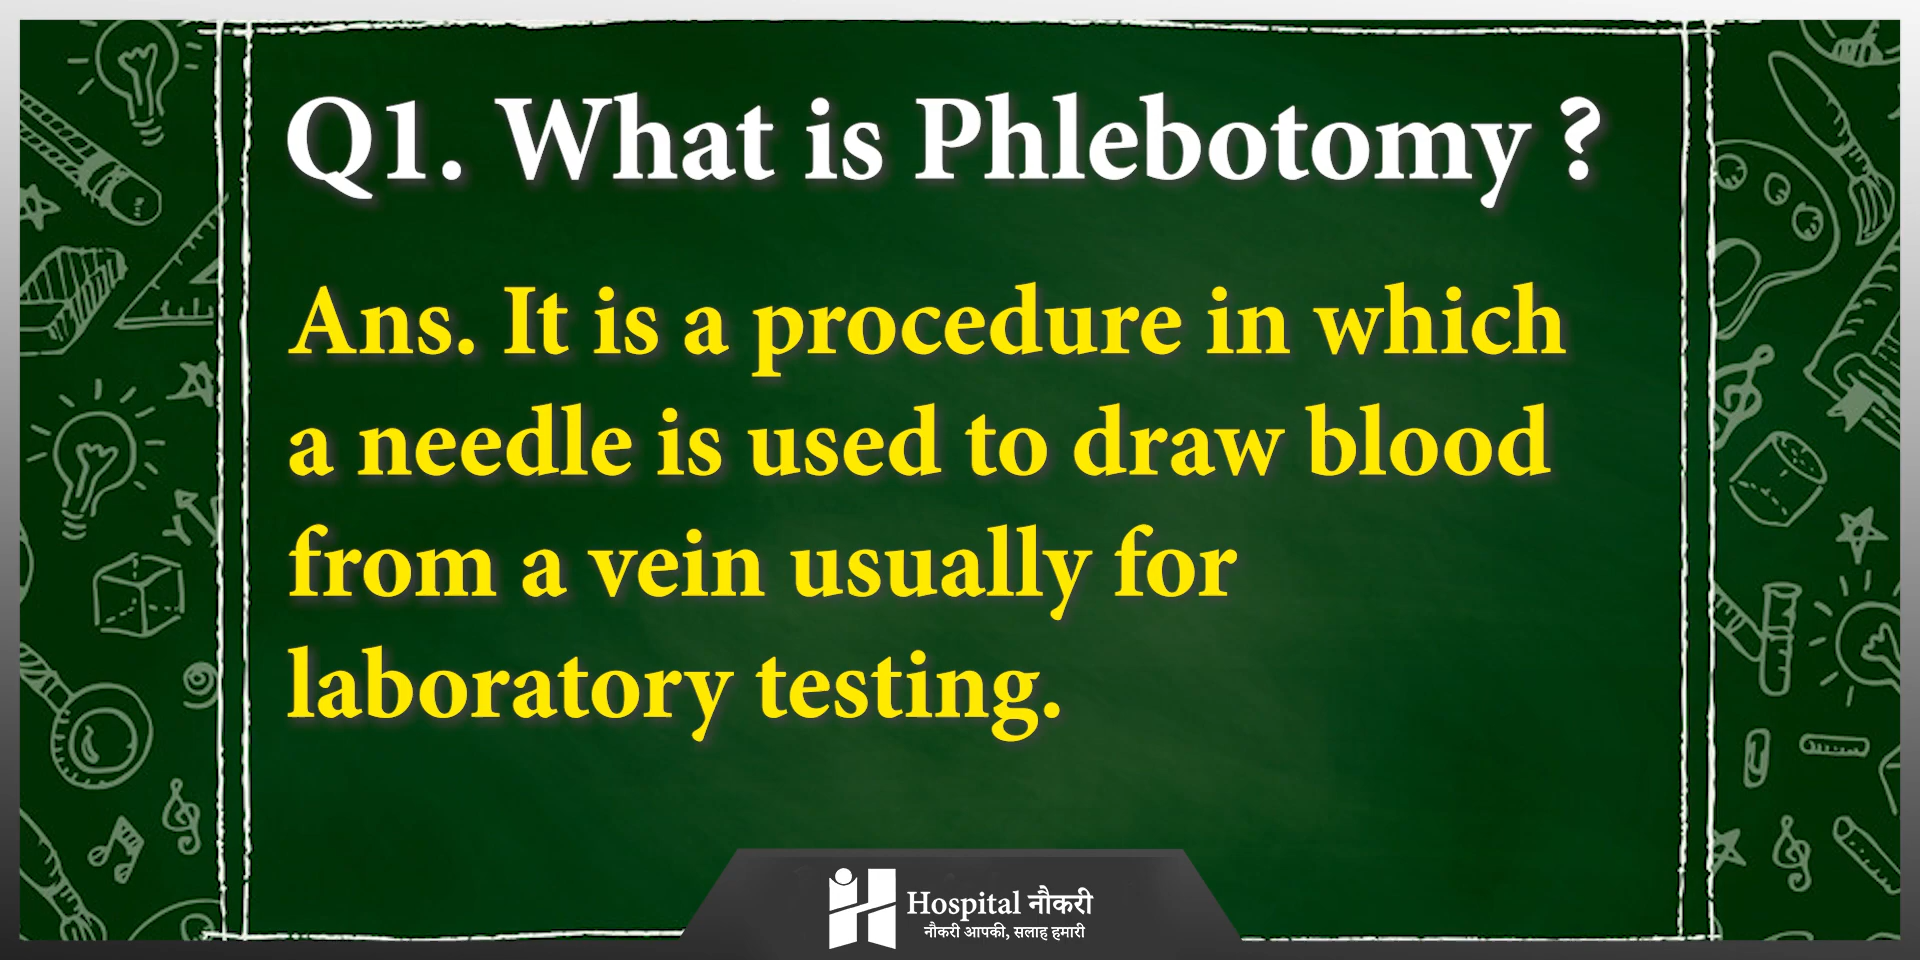 Q1. What is Phlebotomy ?
Ans. It is a procedure in which
a needle is used to draw blood
from a vein usually for
laboratory testing.
Hospital नौकरी
नौकरी आपकी, सलाह हमारी